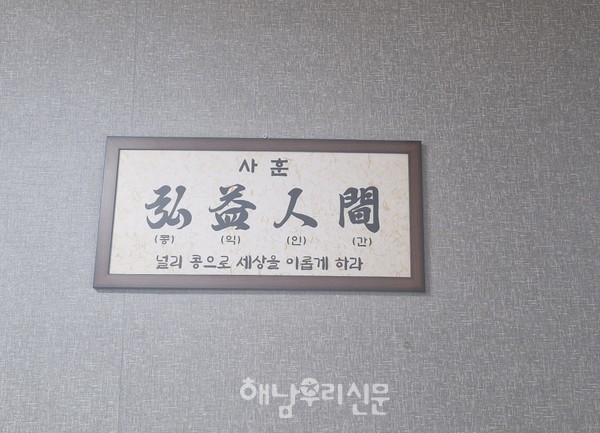 사훈
弘益人間
(콩) (익) (인) (간)
널리 콩으로 세상을 이롭게 하라
해남우리신문